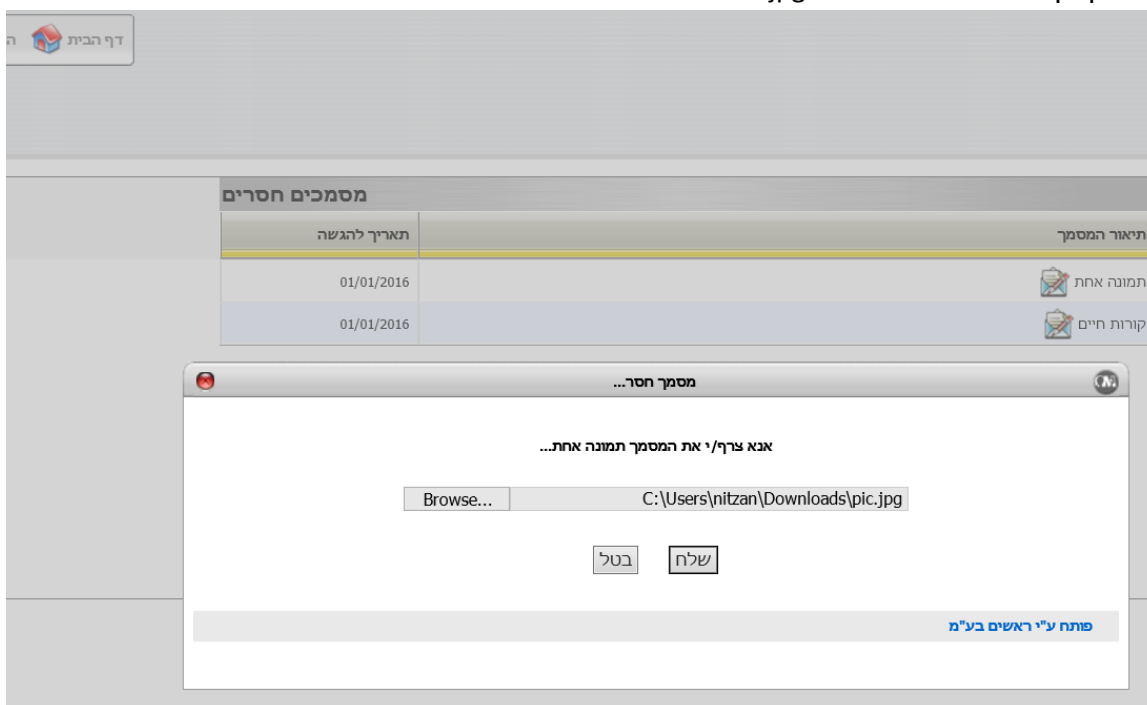 דף הבית
מסמכים חסרים
תיאור המסמך תאריך להגשה
תמונה אחת 01/01/2016
קורות חיים 01/01/2016
מסמך חסר...
אנא צרף/י את המסמך תמונה אחת...
C:\Users\nitzan\Downloads\pic.jpg Browse...
שלח בטל
פותח ע"י ראשים בע"מ